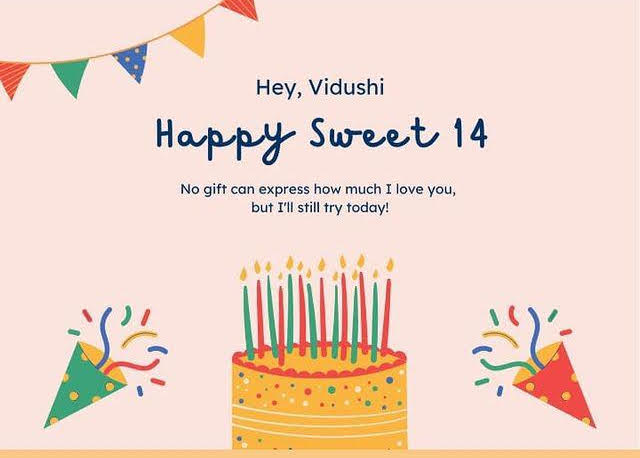 Hey, Vidushi
Happy Sweet 14
No gift can express how much I love you,
but I'll still try today!